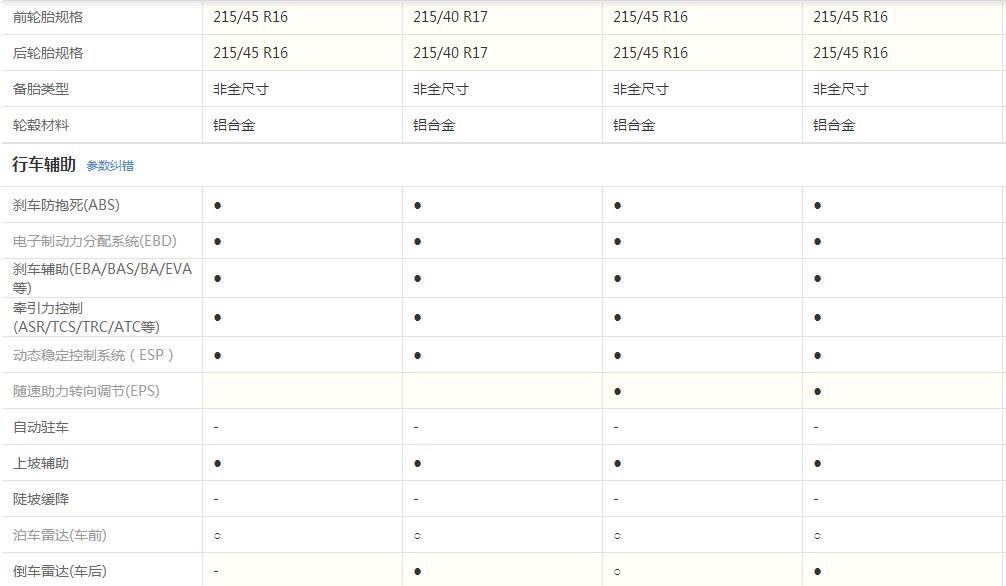 前轮胎规格 215/45 R16 215/40 R17 215/45 R16 215/45 R16
后轮胎规格 215/45 R16 215/40 R17 215/45 R16 215/45 R16
备胎类型 非全尺寸 非全尺寸 非全尺寸 非全尺寸
轮毂材料 铝合金 铝合金 铝合金 铝合金
行车辅助 参数纠错
刹车防抱死(ABS) ● ● ● ●
电子制动力分配系统(EBD) ● ● ● ●
刹车辅助(EBA/BAS/BA/EVA
等) ● ● ● ●
牵引力控制
(ASR/TCS/TRC/ATC等) ● ● ● ●
动态稳定控制系统（ESP） ● ● ● ●
随速助力转向调节(EPS) ● ●
自动驻车 - - - -
上坡辅助 ● ● ● ●
陡坡缓降 - - - -
泊车雷达(车前) ○ ○ ○ ○
倒车雷达(车后) - ● ○ ●